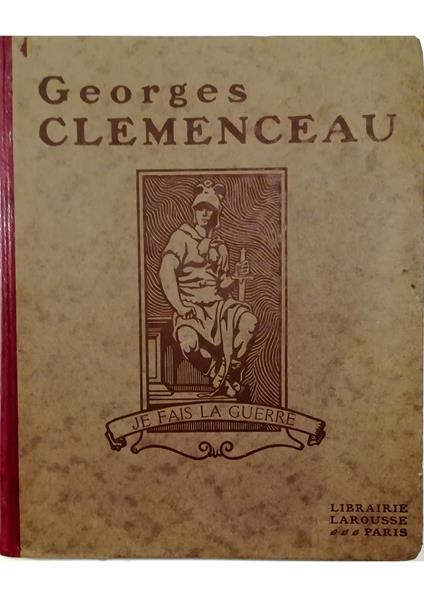 Georges
CLEMENCEAU
JE FAIS LA GUERRE
LIBRAIRIE
LAROUSSE
PARIS